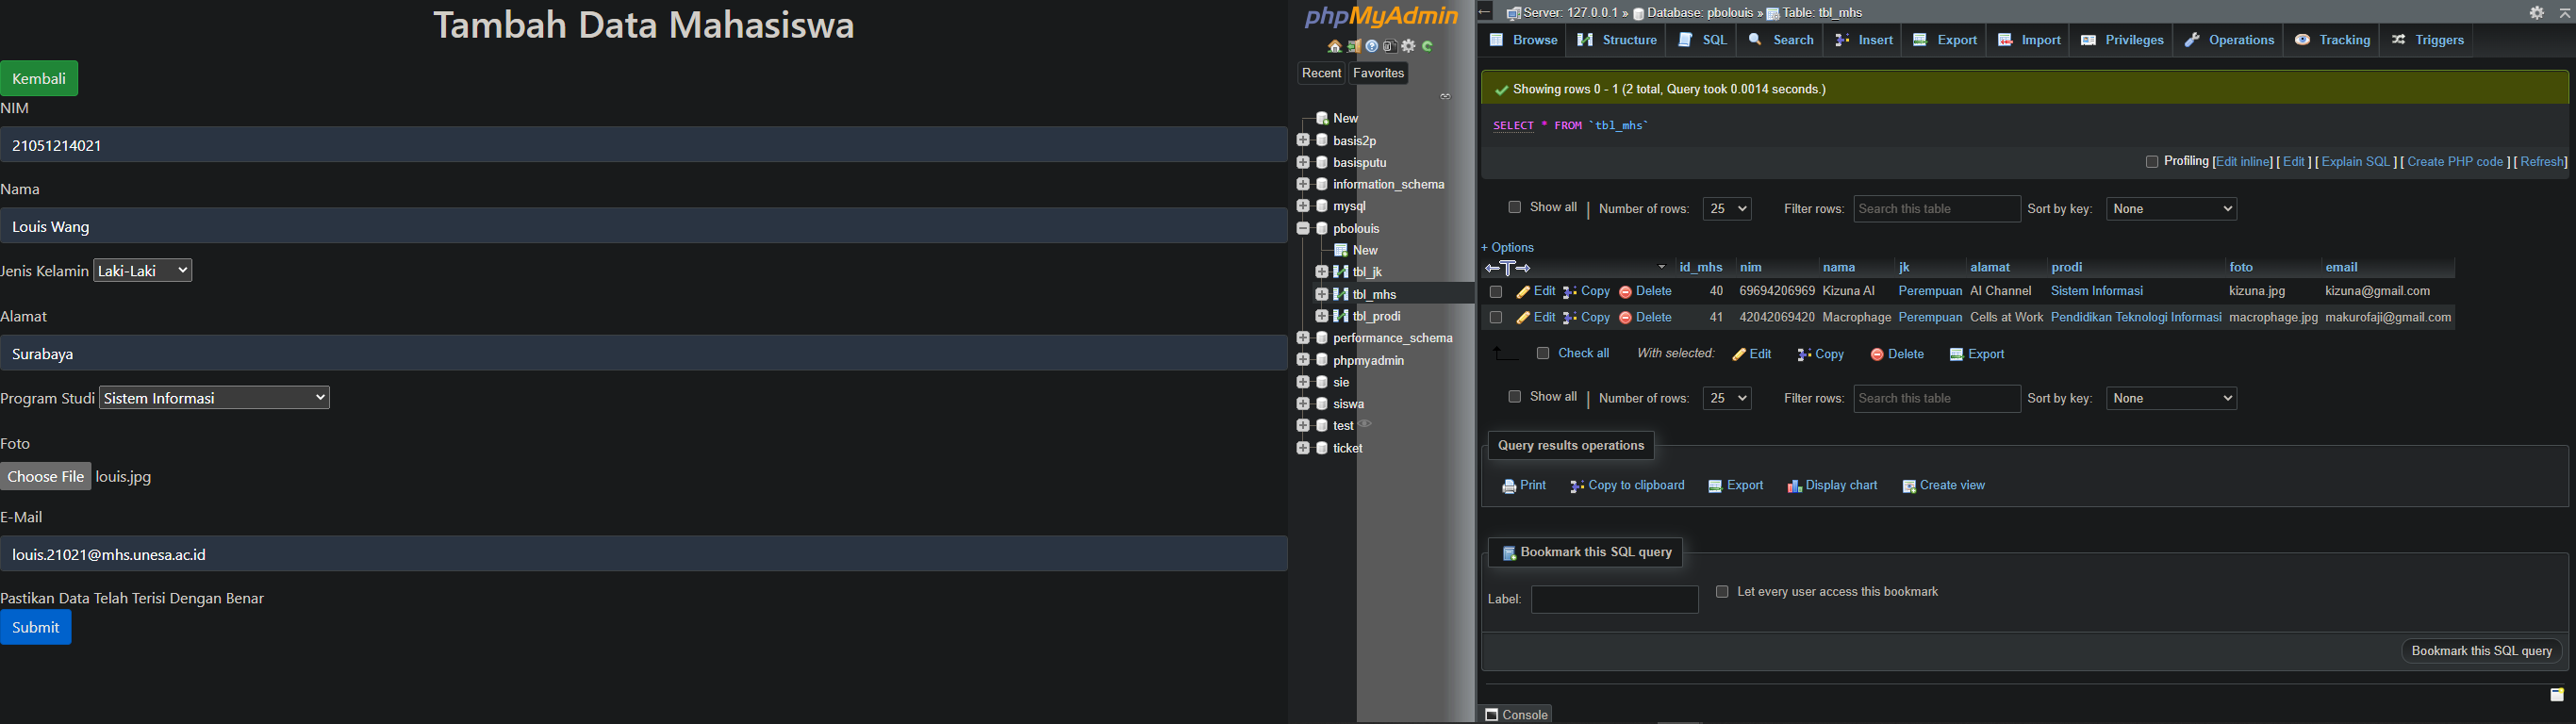 Tambah Data Mahasiswa
Kembali
NIM
21051214021
Nama
Louis Wang
Jenis Kelamin Laki-Laki
Alamat
Surabaya
Program Studi Sistem Informasi
Foto
Choose File louis.jpg
E-Mail
louis.21021@mhs.unesa.ac.id
Pastikan Data Telah Terisi Dengan Benar
Submit
phpMyAdmin
Recent Favorites
New
basis2p
basisputu
information_schema
mysql
pbolouis
New
tbl_jk
tbl_mhs
tbl_prodi
performance_schema
phpmyadmin
sie
siswa
test
ticket
Server: 127.0.0.1 » Database: pbolouis » Table: tbl_mhs
Browse Structure SQL Search Insert Export Import Privileges Operations Tracking Triggers
Showing rows 0 - 1 (2 total, Query took 0.0014 seconds.)
SELECT * FROM `tbl_mhs`
Profiling [Edit inline] [ Edit ] [ Explain SQL ] [ Create PHP code ] [ Refresh]
Show all | Number of rows: 25 Filter rows: Search this table Sort by key: None
+ Options
id_mhs nim nama jk alamat prodi foto email
Edit Copy Delete 40 69694206969 Kizuna AI Perempuan AI Channel Sistem Informasi kizuna.jpg kizuna@gmail.com
Edit Copy Delete 41 42042069420 Macrophage Perempuan Cells at Work Pendidikan Teknologi Informasi macrophage.jpg makurofaji@gmail.com
Check all With selected: Edit Copy Delete Export
Show all | Number of rows: 25 Filter rows: Search this table Sort by key: None
Query results operations
Print Copy to clipboard Export Display chart Create view
Bookmark this SQL query
Label: Let every user access this bookmark
Bookmark this SQL query
Console